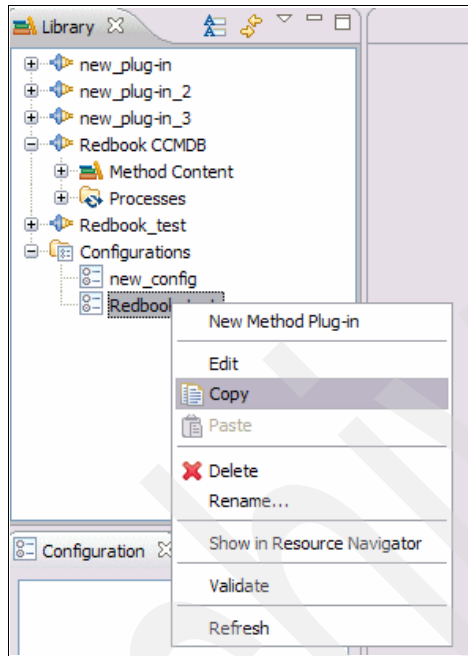 Library
new_plug-in
new_plug-in_2
new_plug-in_3
Redbook CCMDB
Method Content
Processes
Redbook_test
Configurations
new_config
New Method Plug-in
Edit
Copy
Paste
Delete
Rename...
Show in Resource Navigator
Validate
Refresh
Configuration